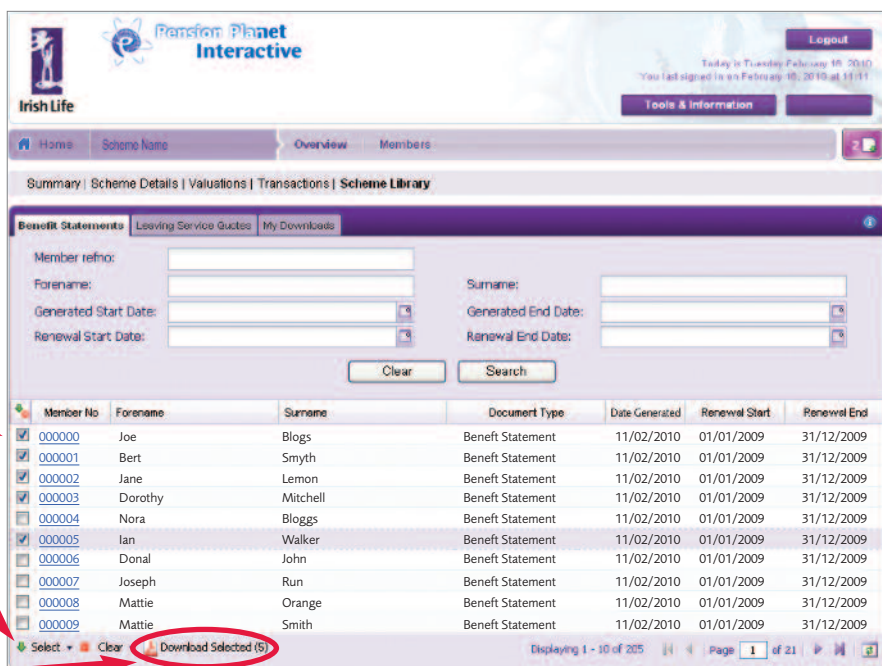 Pension Planet
Interactive
Irish Life
Logout
Today is Tuesday February 16, 2010
You last signed in on February 16, 2010 at 11:11
Tools & Information
Home Scheme Name Overview Members 2
Summary | Scheme Details | Valuations | Transactions | Scheme Library
Benefit Statements Leaving Service Quotes My Downloads
Member refno:
Forename: Surname:
Generated Start Date: Generated End Date:
Renewal Start Date: Renewal End Date:
Clear Search
Member No Forename Surname Document Type Date Generated Renewal Start Renewal End
000000 Joe Blogs Beneft Statement 11/02/2010 01/01/2009 31/12/2009
000001 Bert Smyth Beneft Statement 11/02/2010 01/01/2009 31/12/2009
000002 Jane Lemon Beneft Statement 11/02/2010 01/01/2009 31/12/2009
000003 Dorothy Mitchell Beneft Statement 11/02/2010 01/01/2009 31/12/2009
000004 Nora Bloggs Beneft Statement 11/02/2010 01/01/2009 31/12/2009
000005 Ian Walker Beneft Statement 11/02/2010 01/01/2009 31/12/2009
000006 Donal John Beneft Statement 11/02/2010 01/01/2009 31/12/2009
000007 Joseph Run Beneft Statement 11/02/2010 01/01/2009 31/12/2009
000008 Mattie Orange Beneft Statement 11/02/2010 01/01/2009 31/12/2009
000009 Mattie Smith Beneft Statement 11/02/2010 01/01/2009 31/12/2009
Select Clear Download Selected (5) Displaying 1 - 10 of 205 Page 1 of 21